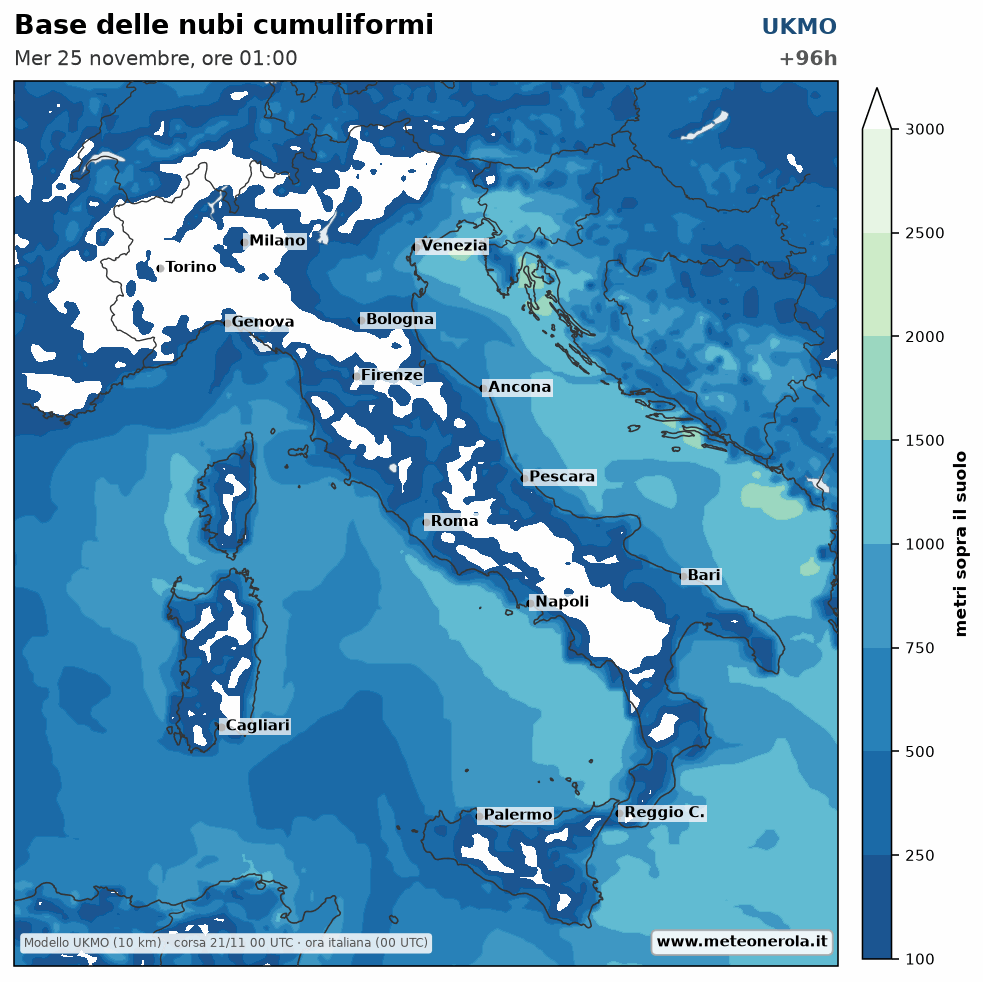 Base delle nubi cumuliformi
UKMO
Mer 25 novembre, ore 01:00
+96h
3000
2500
2000
1500
1000
750
500
250
100
metri sopra il suolo
Milano
Venezia
Torino
Genova
Bologna
Firenze
Ancona
Pescara
Roma
Bari
Napoli
Cagliari
Palermo
Reggio C.
Modello UKMO (10 km) · corsa 21/11 00 UTC · ora italiana (00 UTC)
www.meteonerola.it